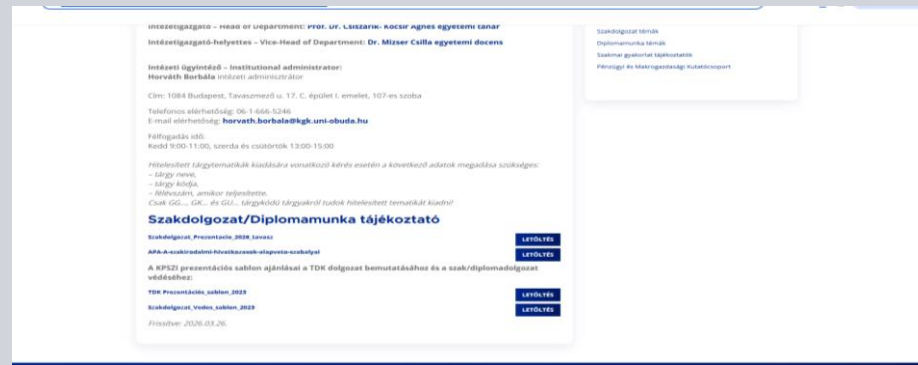 Intézetigazgató – Head of Department: Prof. Dr. Csiszárik- Kocsir Ágnes egyetemi tanár
Intézetigazgató-helyettes – Vice-Head of Department: Dr. Mizser Csilla egyetemi docens
Intézeti ügyintéző – Institutional administrator:
Horváth Borbála intézeti adminisztrátor
Cím: 1084 Budapest, Tavaszmező u. 17. C. épület I. emelet, 107-es szoba
Telefonos elérhetőség: 06-1-666-5246
E-mail elérhetőség: horvath.borbala@kgk.uni-obuda.hu
Félfogadás idő:
Kedd 9:00-11:00, szerda és csütörtök 13:00-15:00
Hitelesített tárgytematikák kiadására vonatkozó kérés esetén a következő adatok megadása szükséges:
– tárgy neve,
– tárgy kódja,
– félévszám, amikor teljesítette.
Csak GG..., GK... és GU... tárgykódú tárgyakról tudok hitelesített tematikát kiadni!
Szakdolgozat/Diplomamunka tájékoztató
Szakdolgozat_Prezentacio_2026_tavasz LETÖLTÉS
APA-A-szakirodalmi-hivatkozasok-alapveto-szabalyai LETÖLTÉS
A KPSZI prezentációs sablon ajánlásai a TDK dolgozat bemutatásához és a szak/diplomadolgozat
védéséhez:
TDK Prezentációs_sablon_2023 LETÖLTÉS
Szakdolgozat_Vedes_sablon_2023 LETÖLTÉS
Frissítve: 2026.03.26.
Szakdolgozat témák
Diplomamunka témák
Szakmai gyakorlat tájékoztatók
Pénzügyi és Makrogazdasági Kutatócsoport